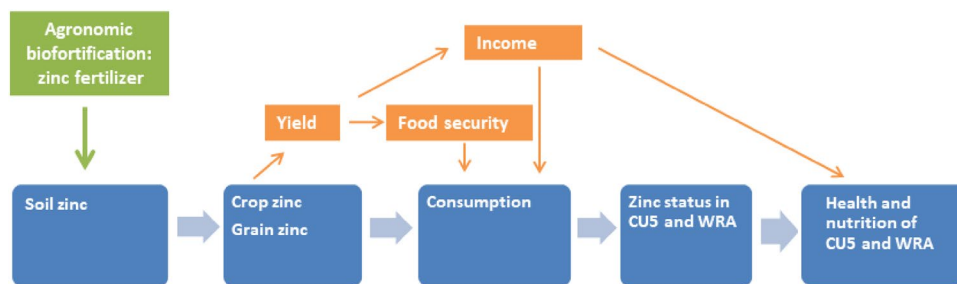 Agronomic
biofortification:
zinc fertilizer
Income
Yield
Food security
Soil zinc
Crop zinc
Grain zinc
Consumption
Zinc status in
CU5 and WRA
Health and
nutrition of
CU5 and WRA